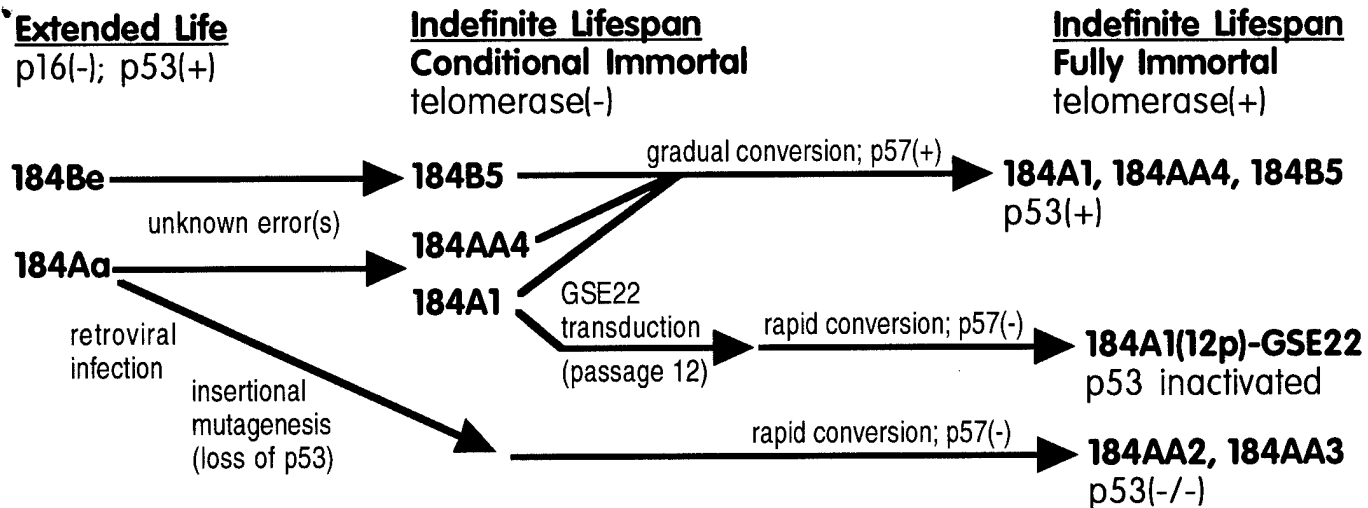 Extended Life
p16(-); p53(+)
Indefinite Lifespan
Conditional Immortal
telomerase(-)
Indefinite Lifespan
Fully Immortal
telomerase(+)
184Be
184B5
gradual conversion; p57(+)
184A1, 184AA4, 184B5
p53(+)
unknown error(s)
184Aa
184AA4
184A1
GSE22
transduction
(passage 12)
rapid conversion; p57(-)
184A1(12p)-GSE22
p53 inactivated
retroviral
infection
insertional
mutagenesis
(loss of p53)
rapid conversion; p57(-)
184AA2, 184AA3
p53(-/-)